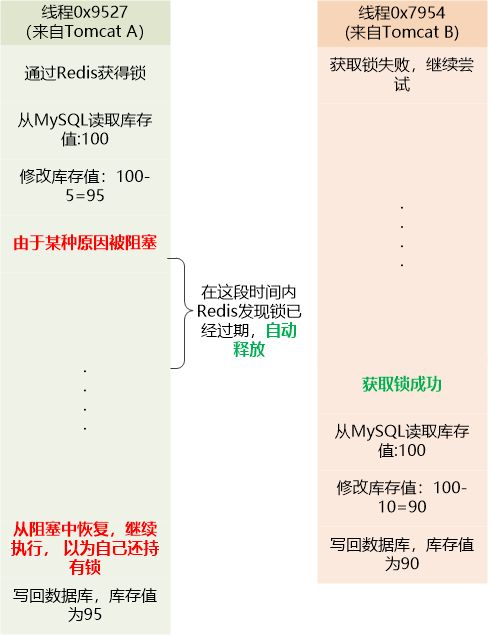 线程0x9527
(来自Tomcat A)
通过Redis获得锁
从MySQL读取库存
值:100
修改库存值：100-
5=95
由于某种原因被阻塞
.
.
.
.
从阻塞中恢复，继续
执行， 以为自己还持
有锁
写回数据库，库存值
为95
在这段时间内
Redis发现锁已
经过期，自动
释放
线程0x7954
(来自Tomcat B)
获取锁失败，继续尝
试
.
.
.
.
获取锁成功
从MySQL读取库存
值:100
修改库存值：100-
10=90
写回数据库，库存值
为90